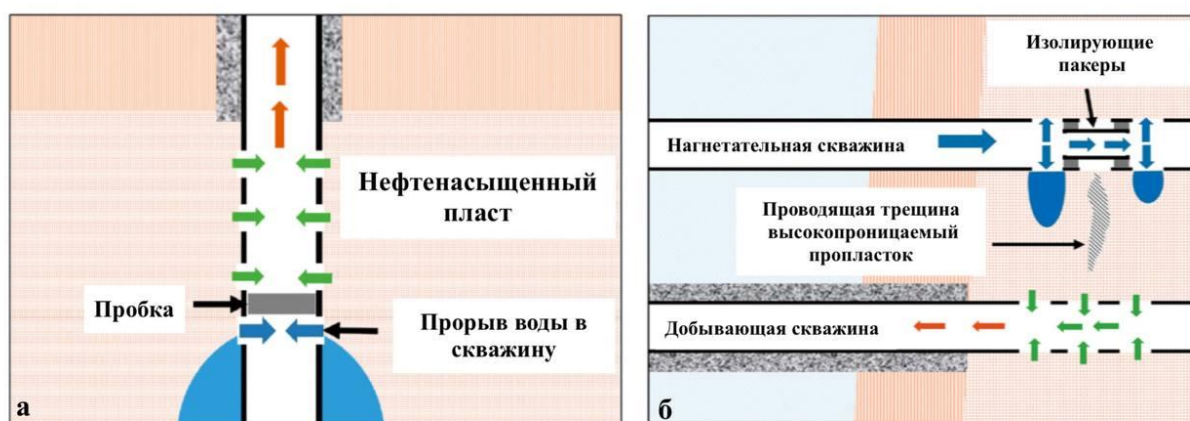 Нефтенасыщенный
пласт
Пробка
Прорыв воды в
скважину
а
Изолирующие
пакеры
Нагнетательная скважина
Проводящая трещина
высокопроницаемый
пропласток
Добывающая скважина
б